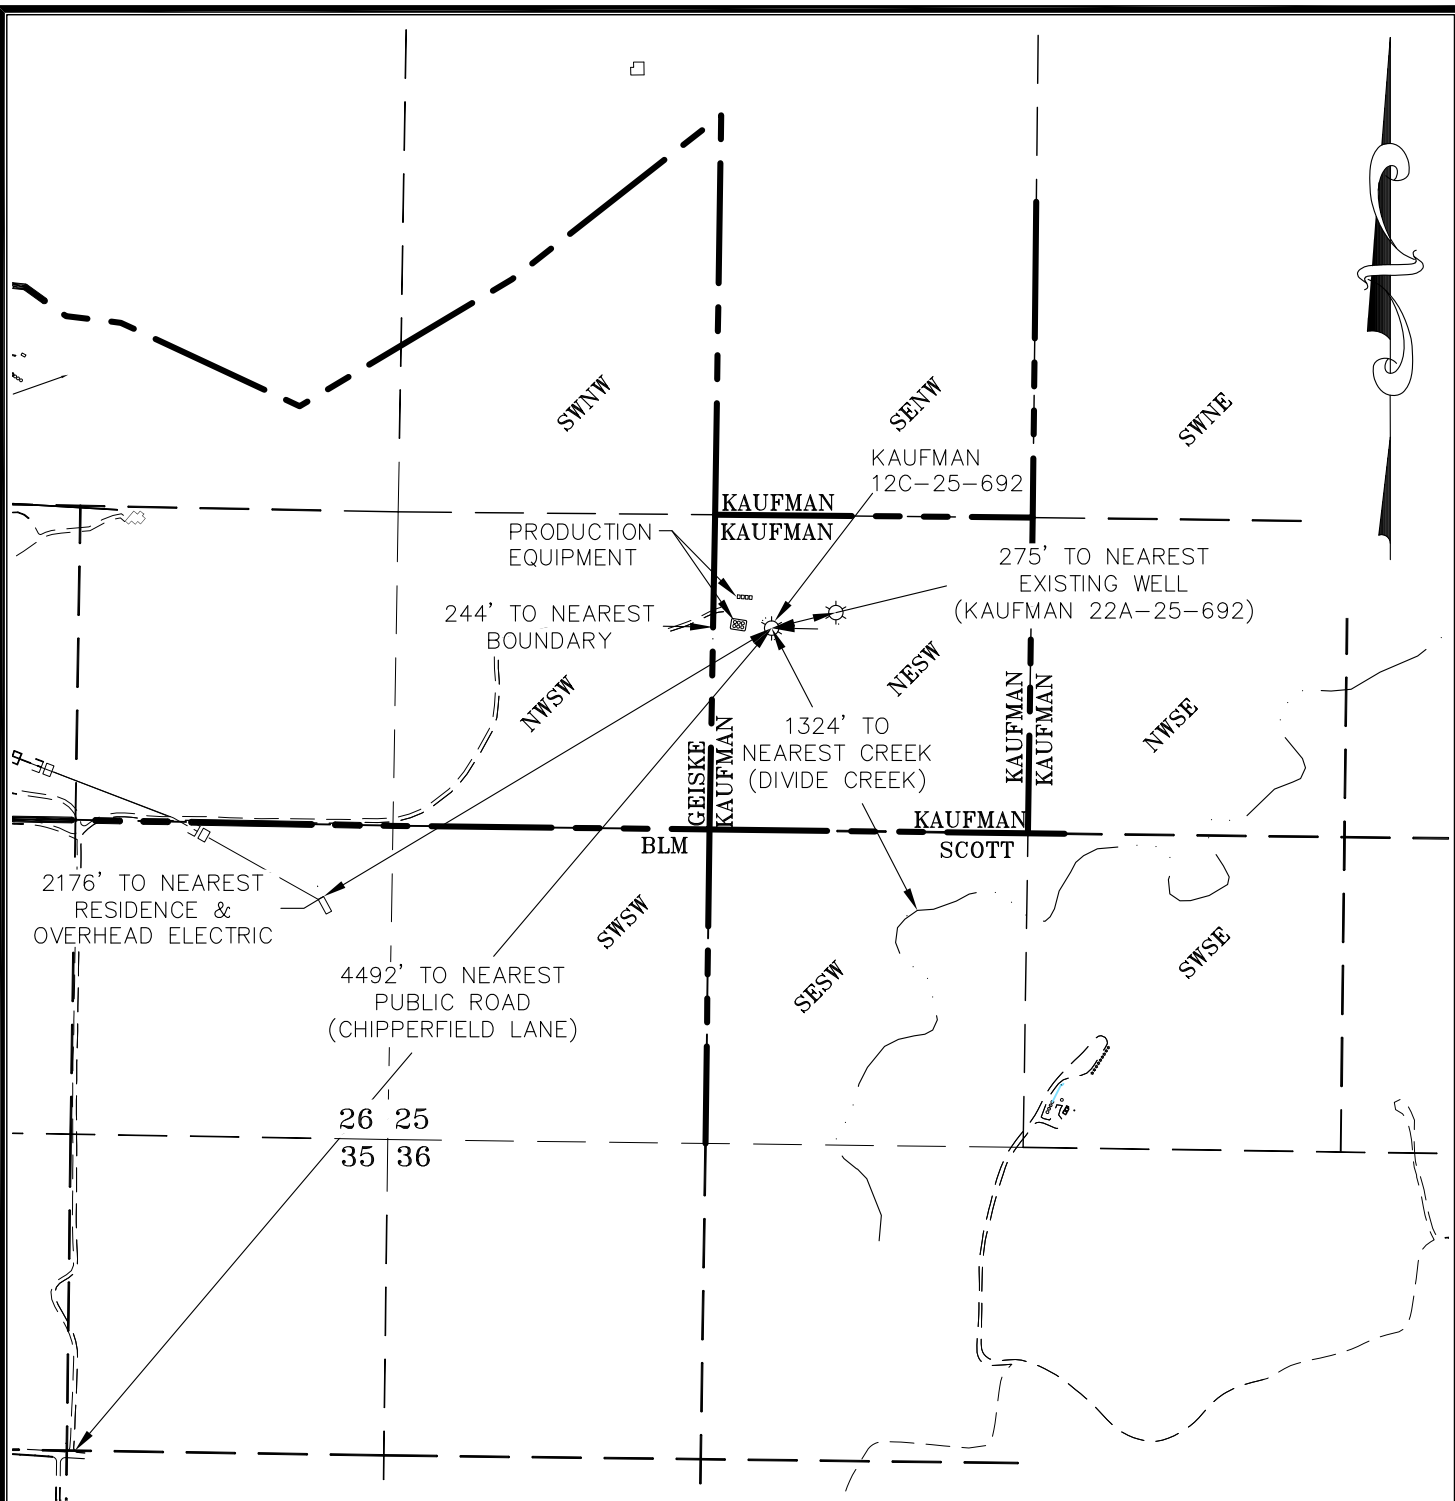 SWNW
SENW
SWNE
KAUFMAN
12C-25-692
KAUFMAN
KAUFMAN
PRODUCTION
EQUIPMENT
275' TO NEAREST
EXISTING WELL
(KAUFMAN 22A-25-692)
244' TO NEAREST
BOUNDARY
NWSW
NESW
NWSE
KAUFMAN
KAUFMAN
GEISKE
KAUFMAN
1324' TO
NEAREST CREEK
(DIVIDE CREEK)
KAUFMAN
SCOTT
BLM
2176' TO NEAREST
RESIDENCE &
OVERHEAD ELECTRIC
SWSW
SESW
SWSE
4492' TO NEAREST
PUBLIC ROAD
(CHIPPERFIELD LANE)
26 25
35 36